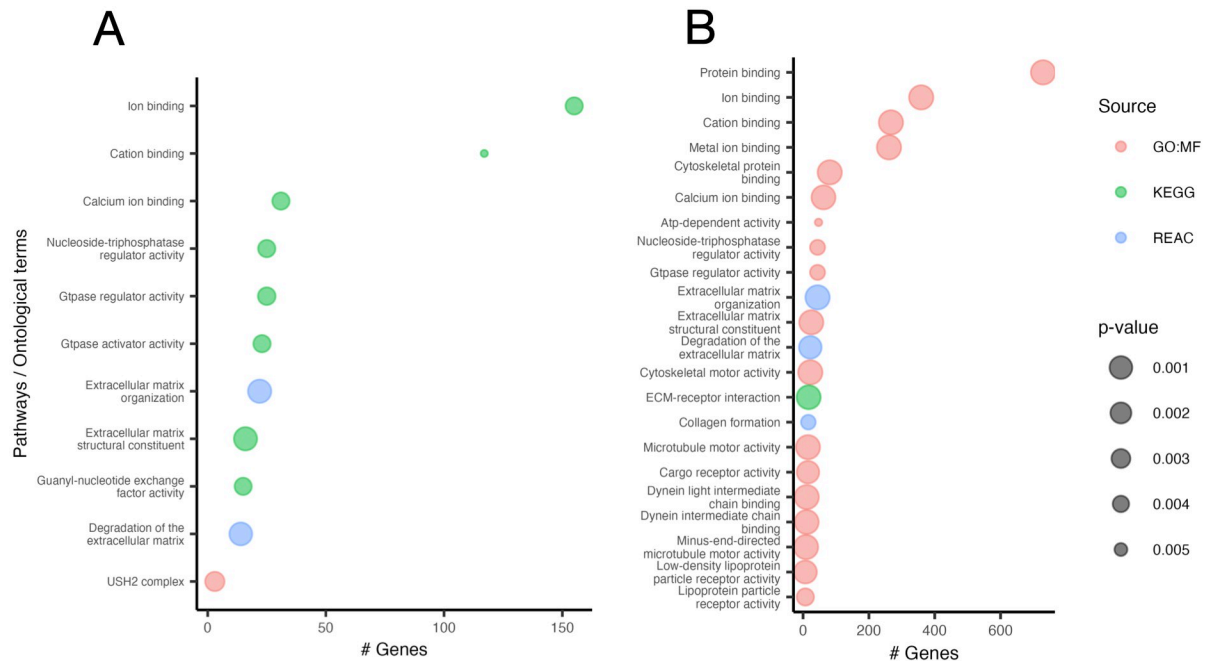 A
Pathways / Ontological terms
Ion binding
Cation binding
Calcium ion binding
Nucleoside-triphosphatase
regulator activity
Gtpase regulator activity
Gtpase activator activity
Extracellular matrix
organization
Extracellular matrix
structural constituent
Guanyl-nucleotide exchange
factor activity
Degradation of the
extracellular matrix
USH2 complex
0 50 100 150
# Genes
B
Protein binding
Ion binding
Cation binding
Metal ion binding
Cytoskeletal protein
binding
Calcium ion binding
Atp-dependent activity
Nucleoside-triphosphatase
regulator activity
Gtpase regulator activity
Extracellular matrix
organization
Extracellular matrix
structural constituent
Degradation of the
extracellular matrix
Cytoskeletal motor activity
ECM-receptor interaction
Collagen formation
Microtubule motor activity
Cargo receptor activity
Dynein light intermediate
chain binding
Dynein intermediate chain
binding
Minus-end-directed
microtubule motor activity
Low-density lipoprotein
particle receptor activity
Lipoprotein particle
receptor activity
0 200 400 600
# Genes
Source
GO:MF
KEGG
REAC
p-value
0.001
0.002
0.003
0.004
0.005